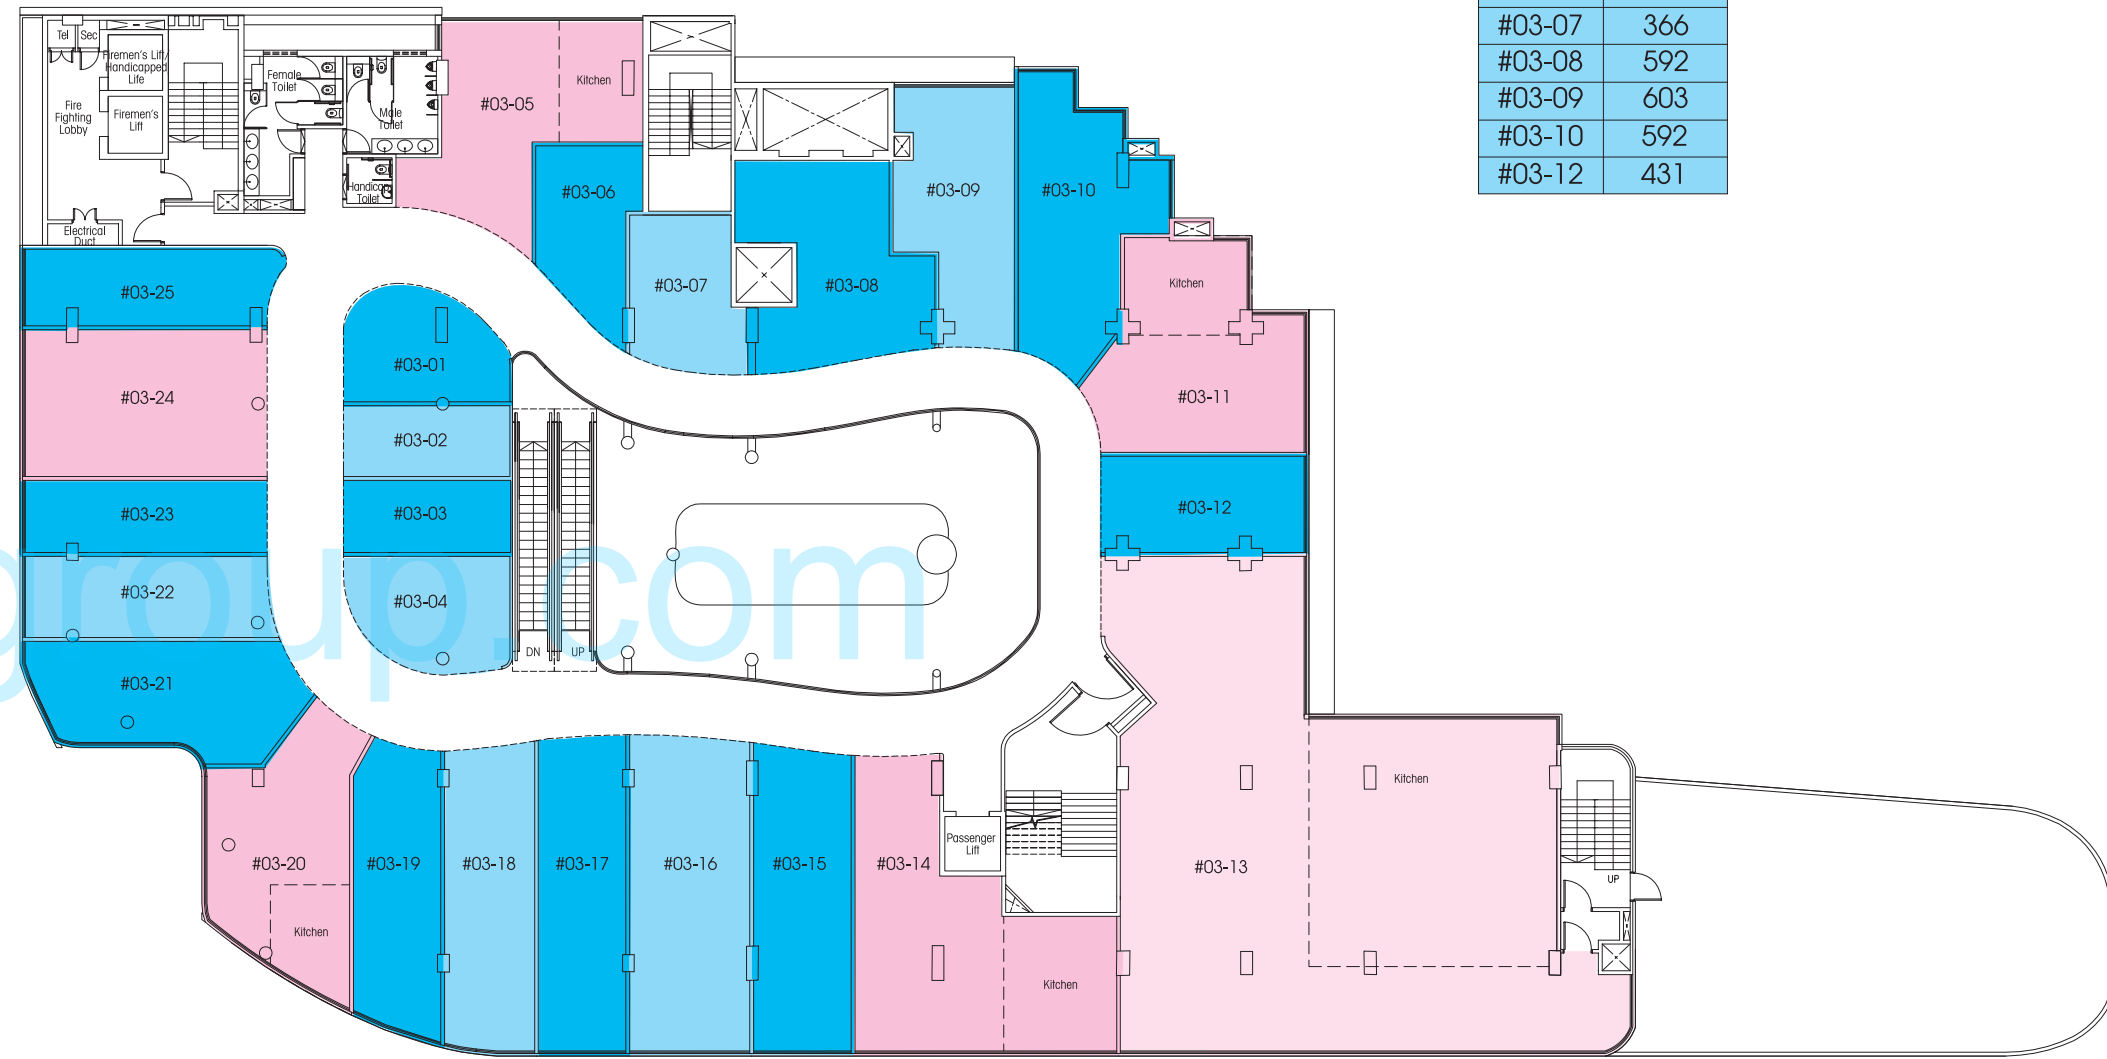 #03-07 366
#03-08 592
#03-09 603
#03-10 592
#03-12 431
Tel
Sec
Firemen's Lift/
Handicapped
Life
Fire
Fighting
Lobby
Firemen's
Lift
Female
Toilet
Male
Toilet
Handicap
Toilet
Electrical
Duct
#03-05
Kitchen
#03-06
#03-07
#03-08
#03-09
#03-10
Kitchen
#03-11
#03-12
#03-25
#03-24
#03-23
#03-22
#03-21
#03-01
#03-02
#03-03
#03-04
DN
UP
group.com
#03-20
Kitchen
#03-19
#03-18
#03-17
#03-16
#03-15
#03-14
Kitchen
Passenger
Lift
#03-13
Kitchen
UP